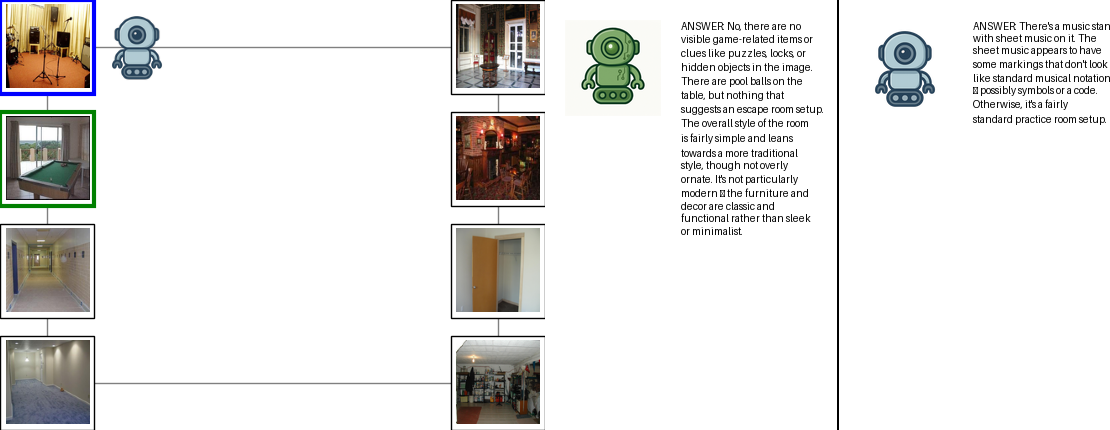 ANSWER: No, there are no
visible game-related items or
clues like puzzles, locks, or
hidden objects in the image.
There are pool balls on the
table, but nothing that
suggests an escape room setup.
The overall style of the room
is fairly simple and leans
towards a more traditional
style, though not overly
ornate. It's not particularly
modern the furniture and
decor are classic and
functional rather than sleek
or minimalist.
ANSWER: There's a music stan
with sheet music on it. The
sheet music appears to have
some markings that don't look
like standard musical notation
possibly symbols or a code.
Otherwise, it's a fairly
standard practice room setup.